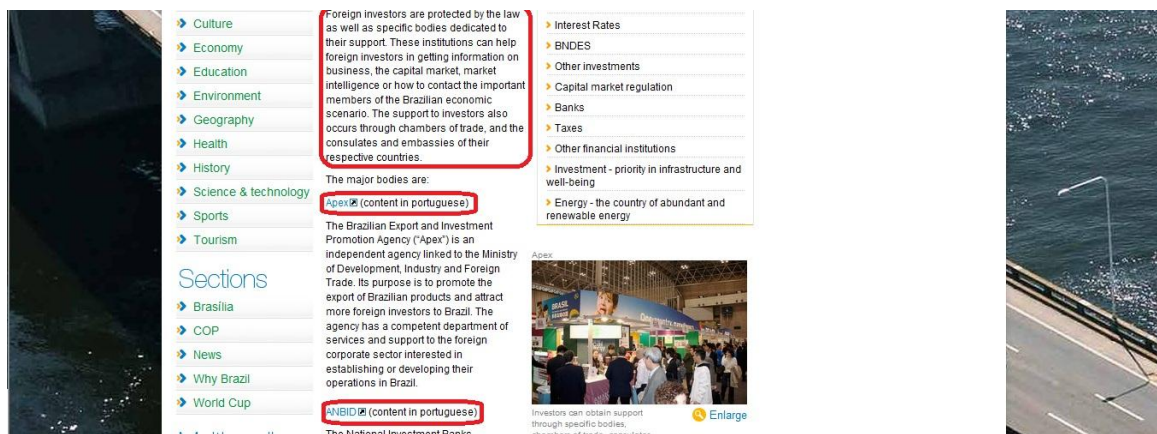 Culture
Economy
Education
Environment
Geography
Health
History
Science & technology
Sports
Tourism
Sections
Brasília
COP
News
Why Brazil
World Cup
Foreign investors are protected by the law
as well as specific bodies dedicated to
their support. These institutions can help
foreign investors in getting information on
business, the capital market, market
intelligence or how to contact the important
members of the Brazilian economic
scenario. The support to investors also
occurs through chambers of trade, and the
consulates and embassies of their
respective countries.
The major bodies are:
Apex (content in portuguese)
The Brazilian Export and Investment
Promotion Agency ("Apex") is an
independent agency linked to the Ministry
of Development, Industry and Foreign
Trade. Its purpose is to promote the
export of Brazilian products and attract
more foreign investors to Brazil. The
agency has a competent department of
services and support to the foreign
corporate sector interested in
establishing or developing their
operations in Brazil.
ANBID (content in portuguese)
The National Investment Banks
Interest Rates
BNDES
Other investments
Capital market regulation
Banks
Taxes
Other financial institutions
Investment - priority in infrastructure and
well-being
Energy - the country of abundant and
renewable energy
Apex
BRASIL
Enlarge
Investors can obtain support
through specific bodies,